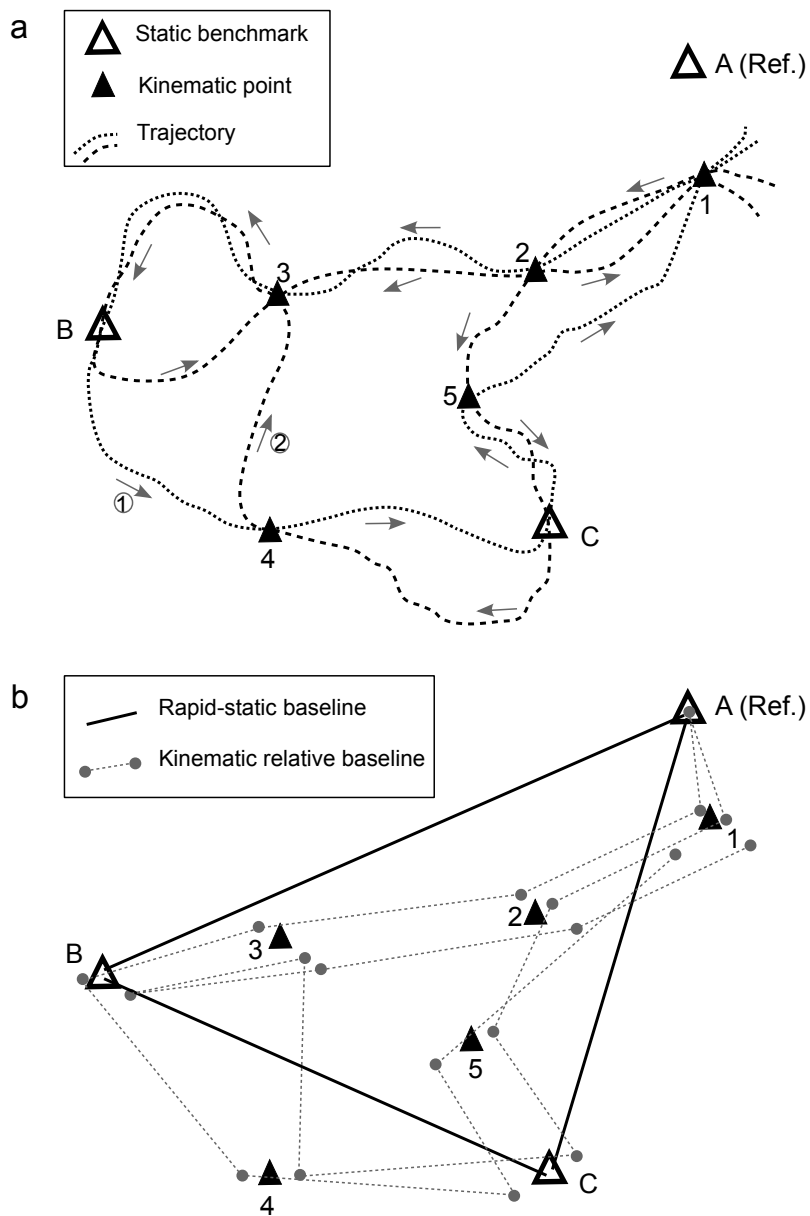 a
Static benchmark
Kinematic point
Trajectory
A (Ref.)
1
2
3
B
5
②
①
C
4
b
Rapid-static baseline
Kinematic relative baseline
A (Ref.)
1
2
3
B
5
C
4